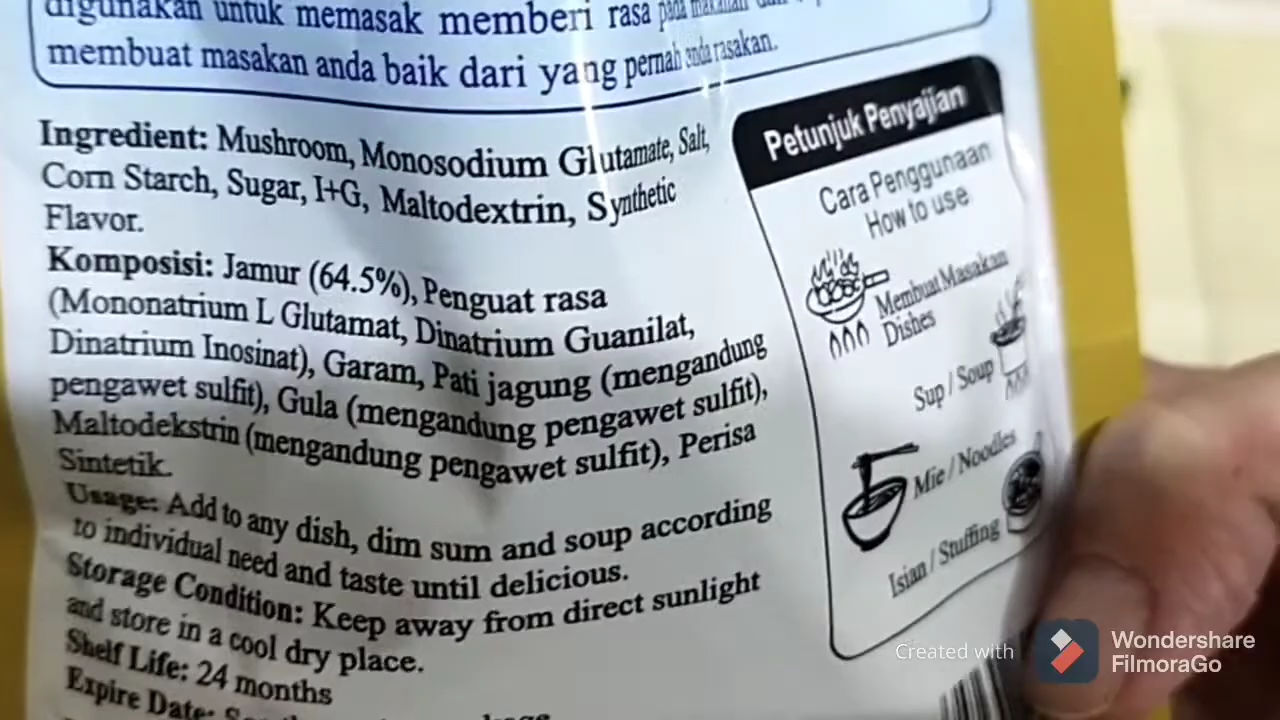 digunakan untuk memasak memberi rasa pada makanan
membuat masakan anda baik dari yang pernah anda rasakan.
Ingredient: Mushroom, Monosodium Glutamate, Salt,
Corn Starch, Sugar, I+G, Maltodextrin, Synthetic
Flavor.
Komposisi: Jamur (64.5%), Penguat rasa
(Mononatrium L Glutamat, Dinatrium Guanilat,
Dinatrium Inosinat), Garam, Pati jagung (mengandung
pengawet sulfit), Gula (mengandung pengawet sulfit),
Maltodekstrin (mengandung pengawet sulfit), Perisa
Sintetik.
Usage: Add to any dish, dim sum and soup according
to individual need and taste until delicious.
Storage Condition: Keep away from direct sunlight
and store in a cool dry place.
Shelf Life: 24 months
Expire Date:
Petunjuk Penyajian
Cara Penggunaan
How to use
Membuat Masakan
Dishes
Sup / Soup
Mie / Noodles
Isian / Stuffing
Created with
Wondershare
FilmoraGo